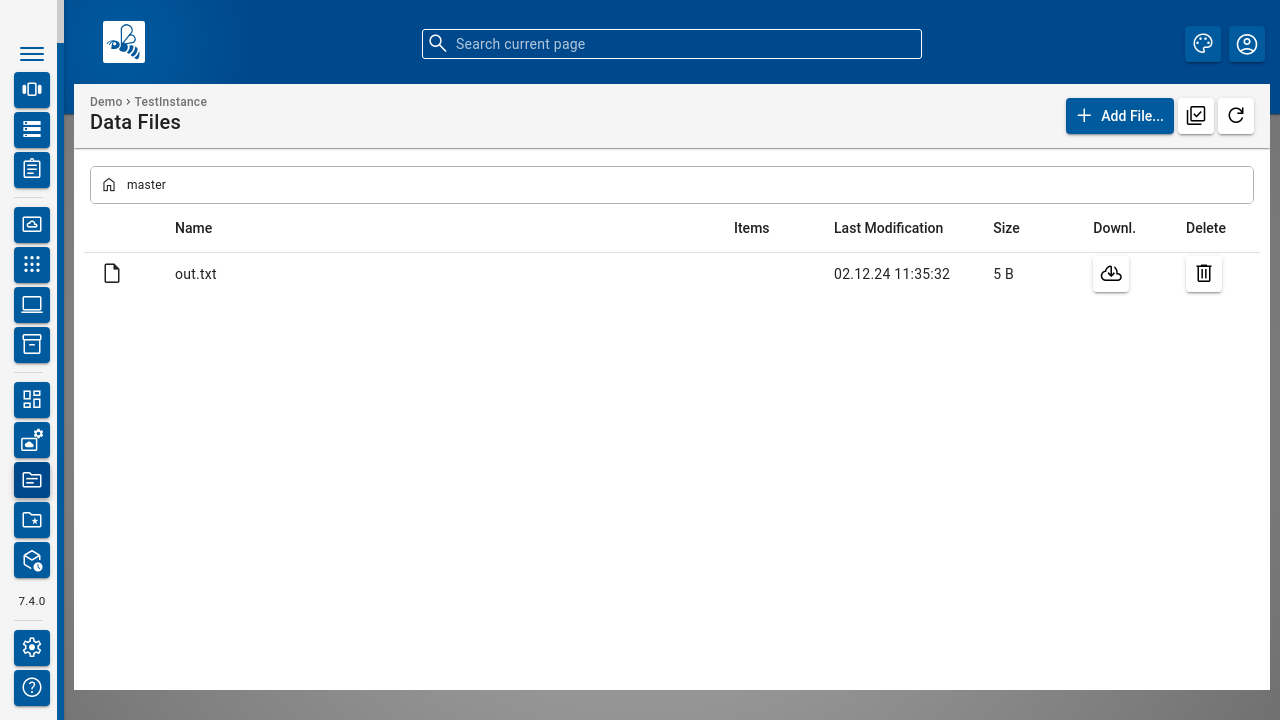 Search current page
Demo › TestInstance
Data Files
Add File...
master
Name Items Last Modification Size Downl. Delete
out.txt 02.12.24 11:35:32 5 B
7.4.0